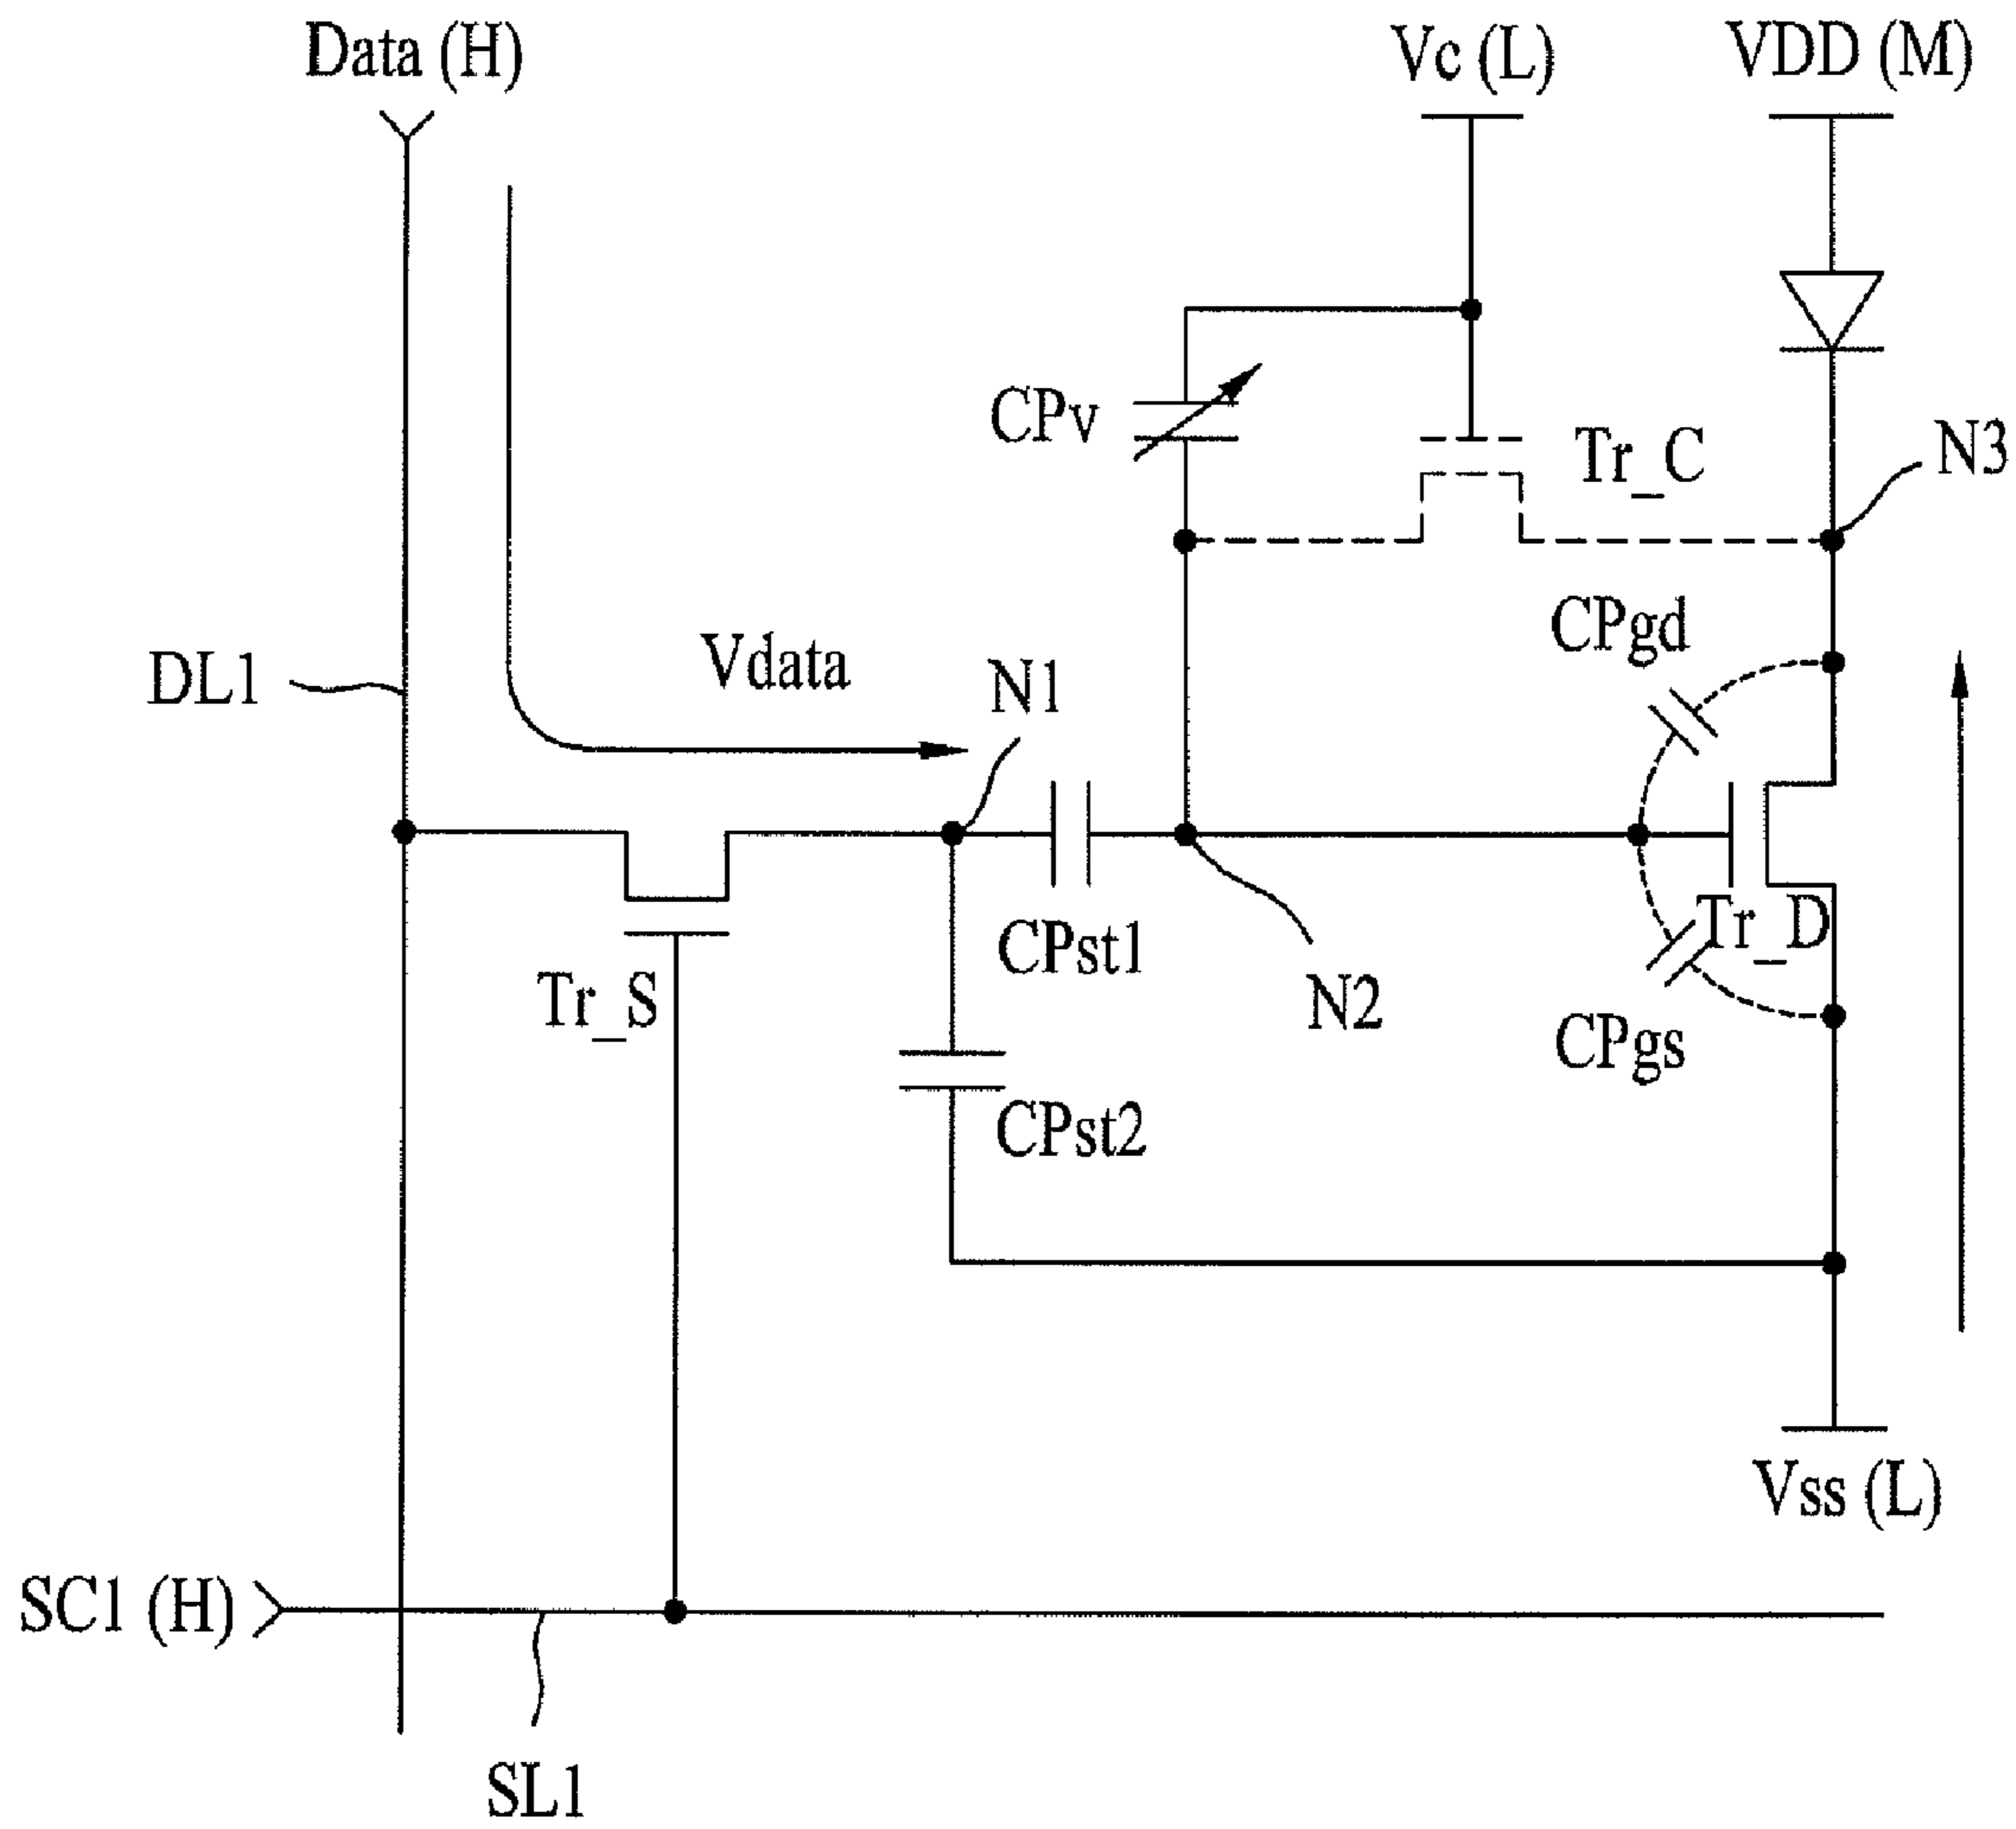 Data (H)
Vc (L)
VDD (M)
CPv
Tr_C
N3
CPgd
DL1
Vdata
N1
Tr_D
CPst1
Tr_S
N2
CPgs
CPst2
Vss (L)
SC1 (H)
SL1